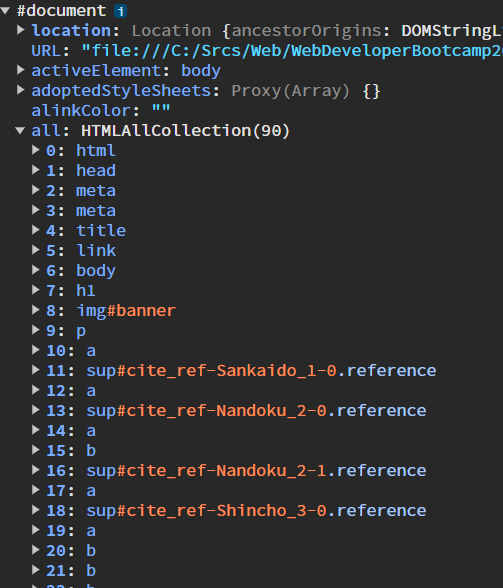 #document i
location: Location {ancestorOrigins: DOMStringL
URL: "file:///C:/Srcs/Web/WebDeveloperBootcamp2
activeElement: body
adoptedStyleSheets: Proxy(Array) {}
alinkColor: ""
all: HTMLAllCollection(90)
0: html
1: head
2: meta
3: meta
4: title
5: link
6: body
7: h1
8: img#banner
9: p
10: a
11: sup#cite_ref-Sankaido_1-0.reference
12: a
13: sup#cite_ref-Nandoku_2-0.reference
14: a
15: b
16: sup#cite_ref-Nandoku_2-1.reference
17: a
18: sup#cite_ref-Shincho_3-0.reference
19: a
20: b
21: b